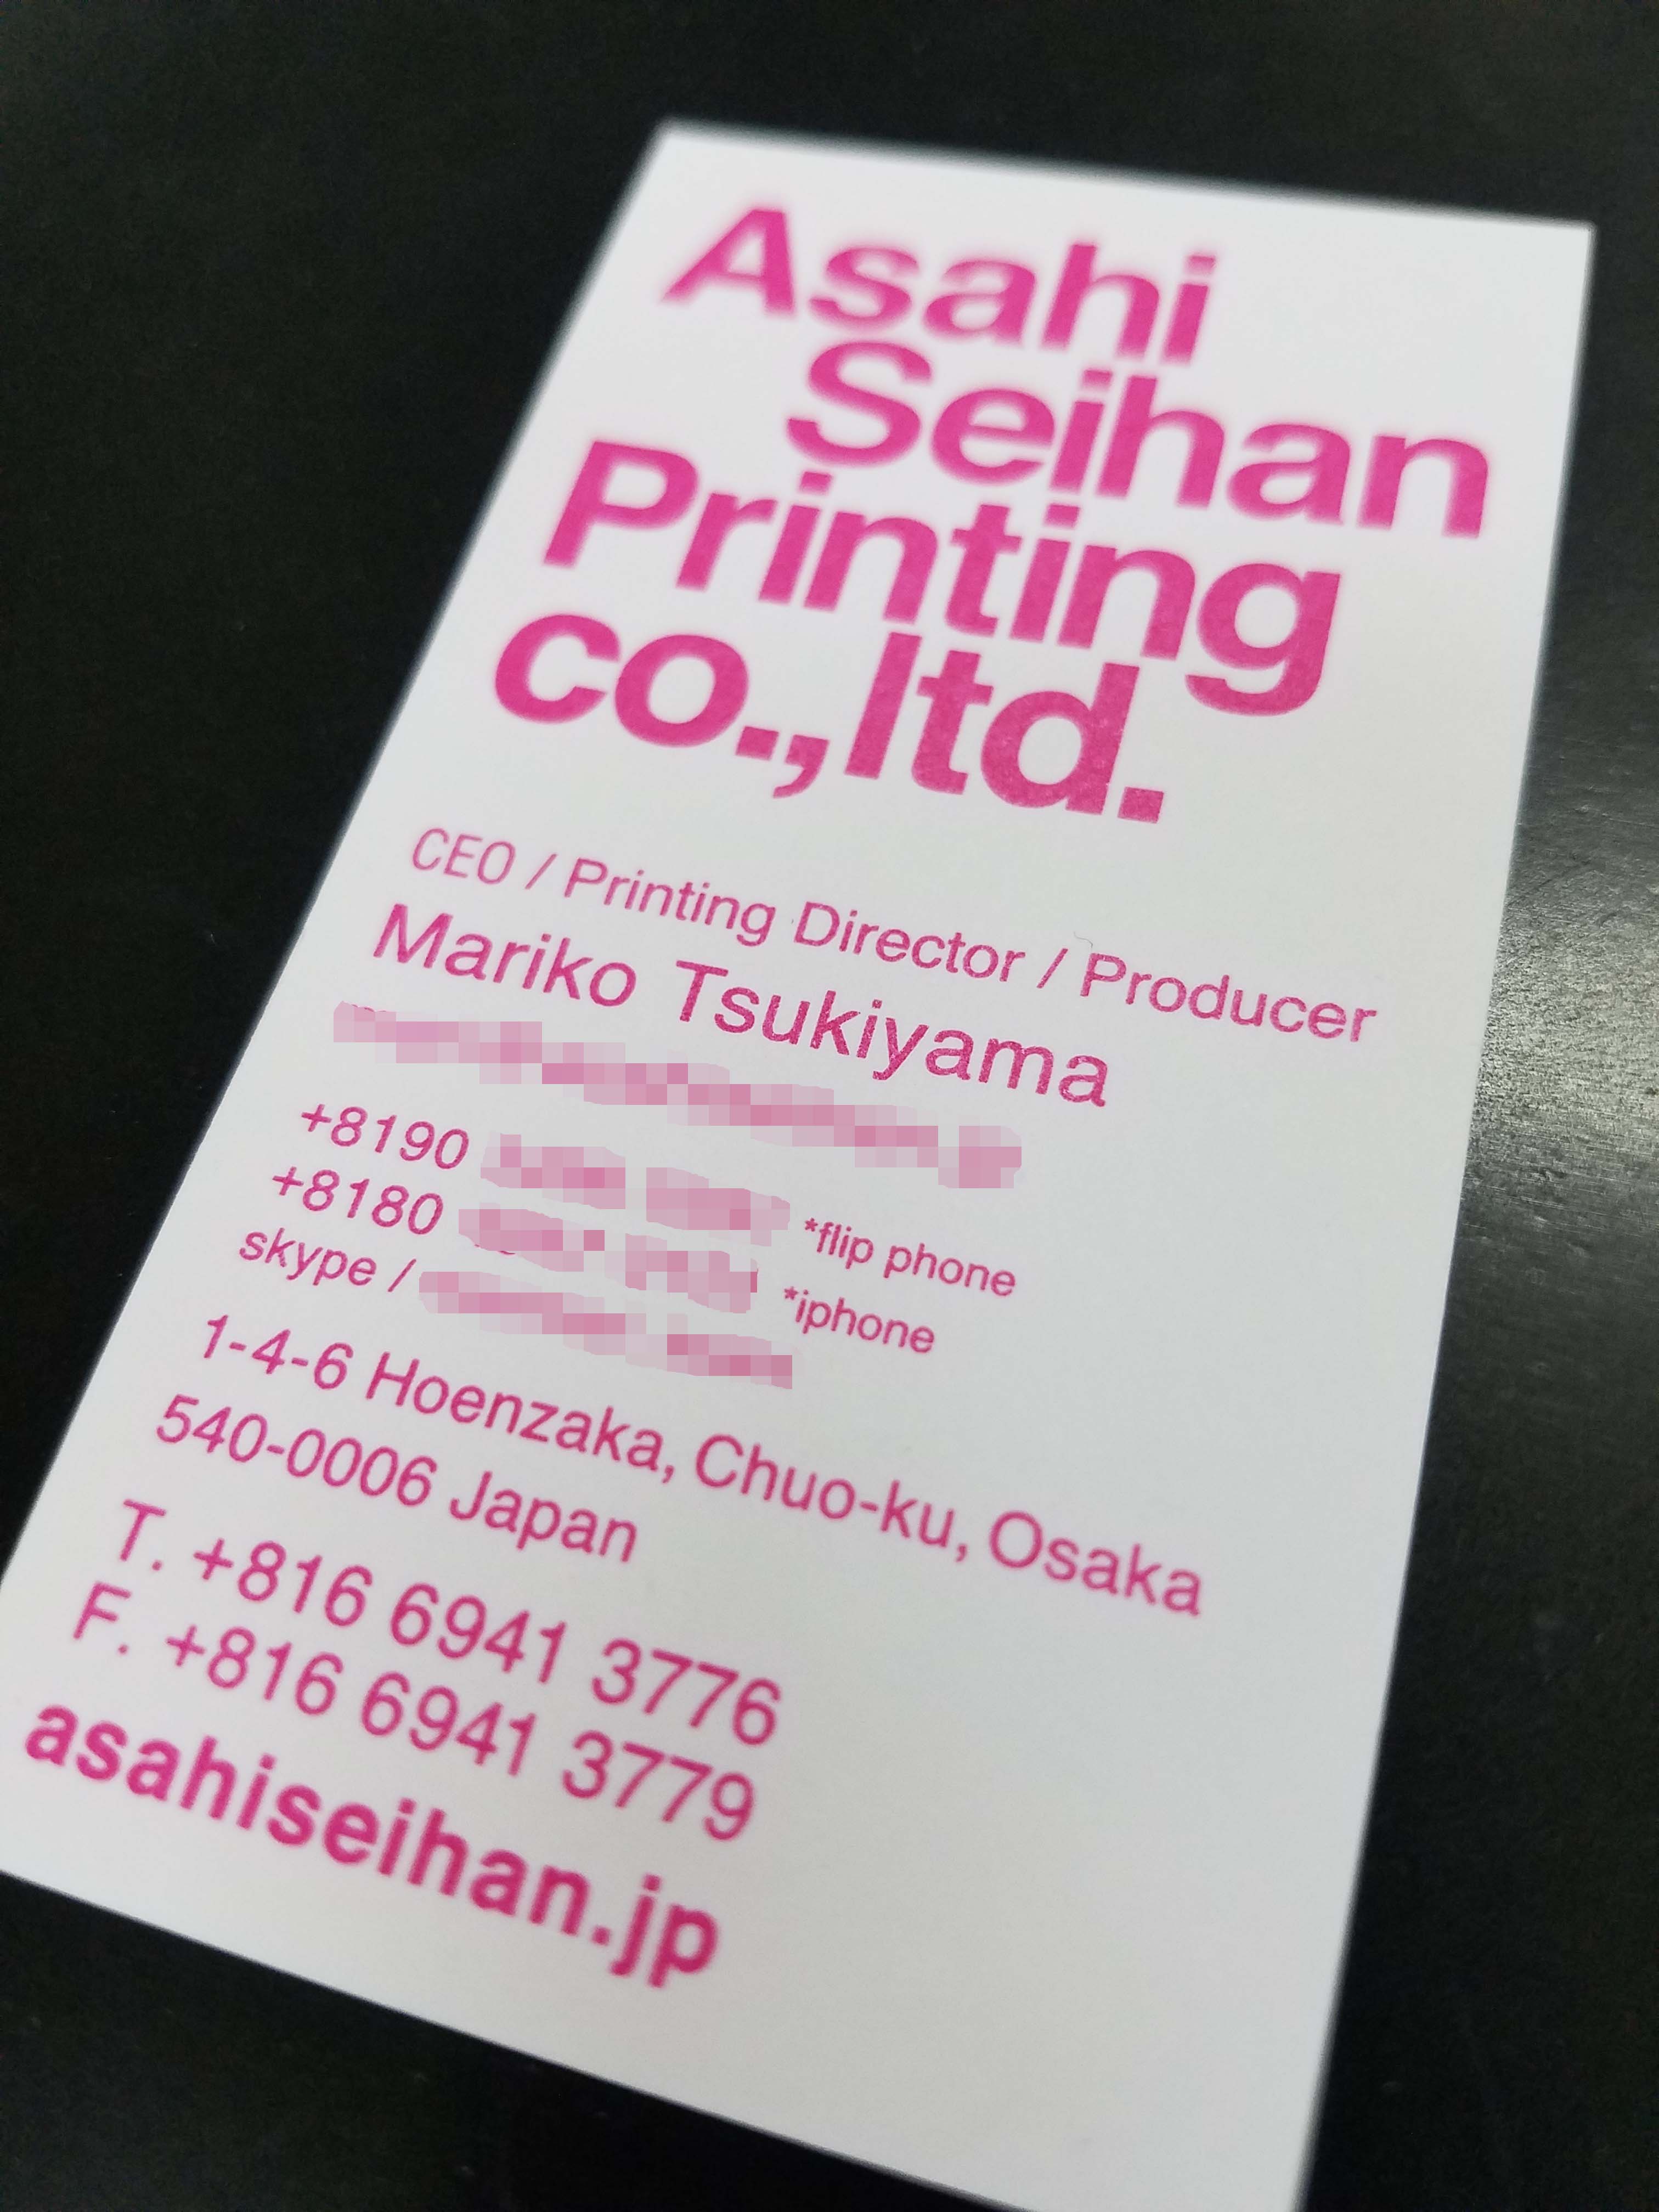 Asahi
Seihan
Printing
co.,ltd.
CEO / Printing Director / Producer
Mariko Tsukiyama
+8190 *flip phone
+8180 *iphone
skype /
1-4-6 Hoenzaka, Chuo-ku, Osaka
540-0006 Japan
T. +816 6941 3776
F. +816 6941 3779
asahiseihan.jp